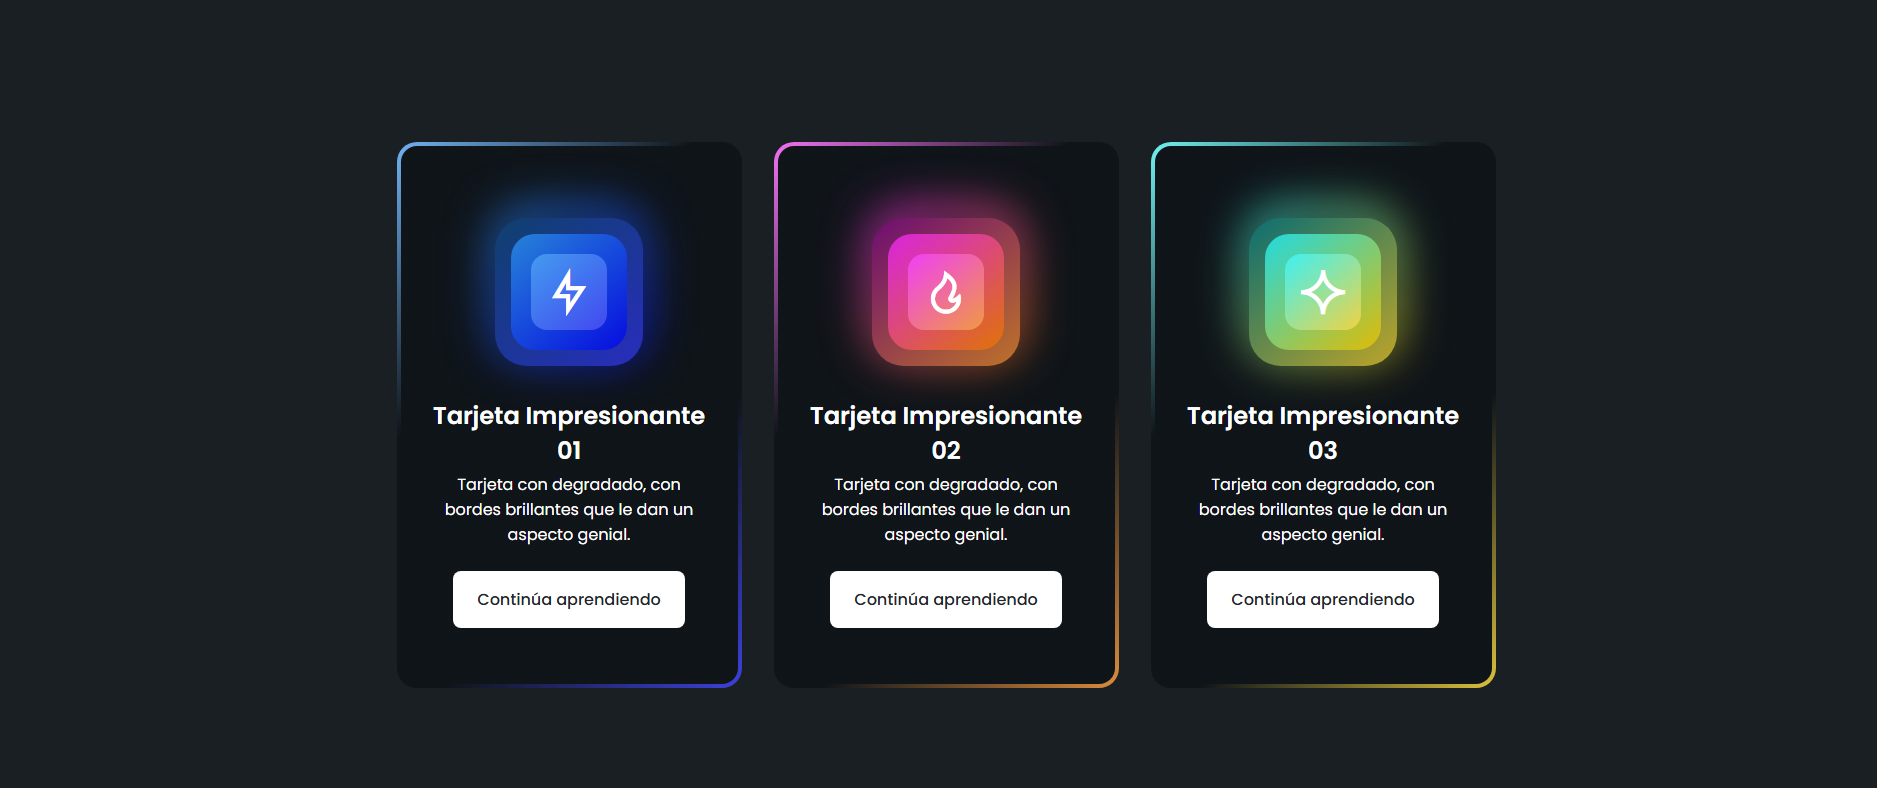 Tarjeta Impresionante
01
Tarjeta con degradado, con
bordes brillantes que le dan un
aspecto genial.
Continúa aprendiendo
Tarjeta Impresionante
02
Tarjeta con degradado, con
bordes brillantes que le dan un
aspecto genial.
Continúa aprendiendo
Tarjeta Impresionante
03
Tarjeta con degradado, con
bordes brillantes que le dan un
aspecto genial.
Continúa aprendiendo